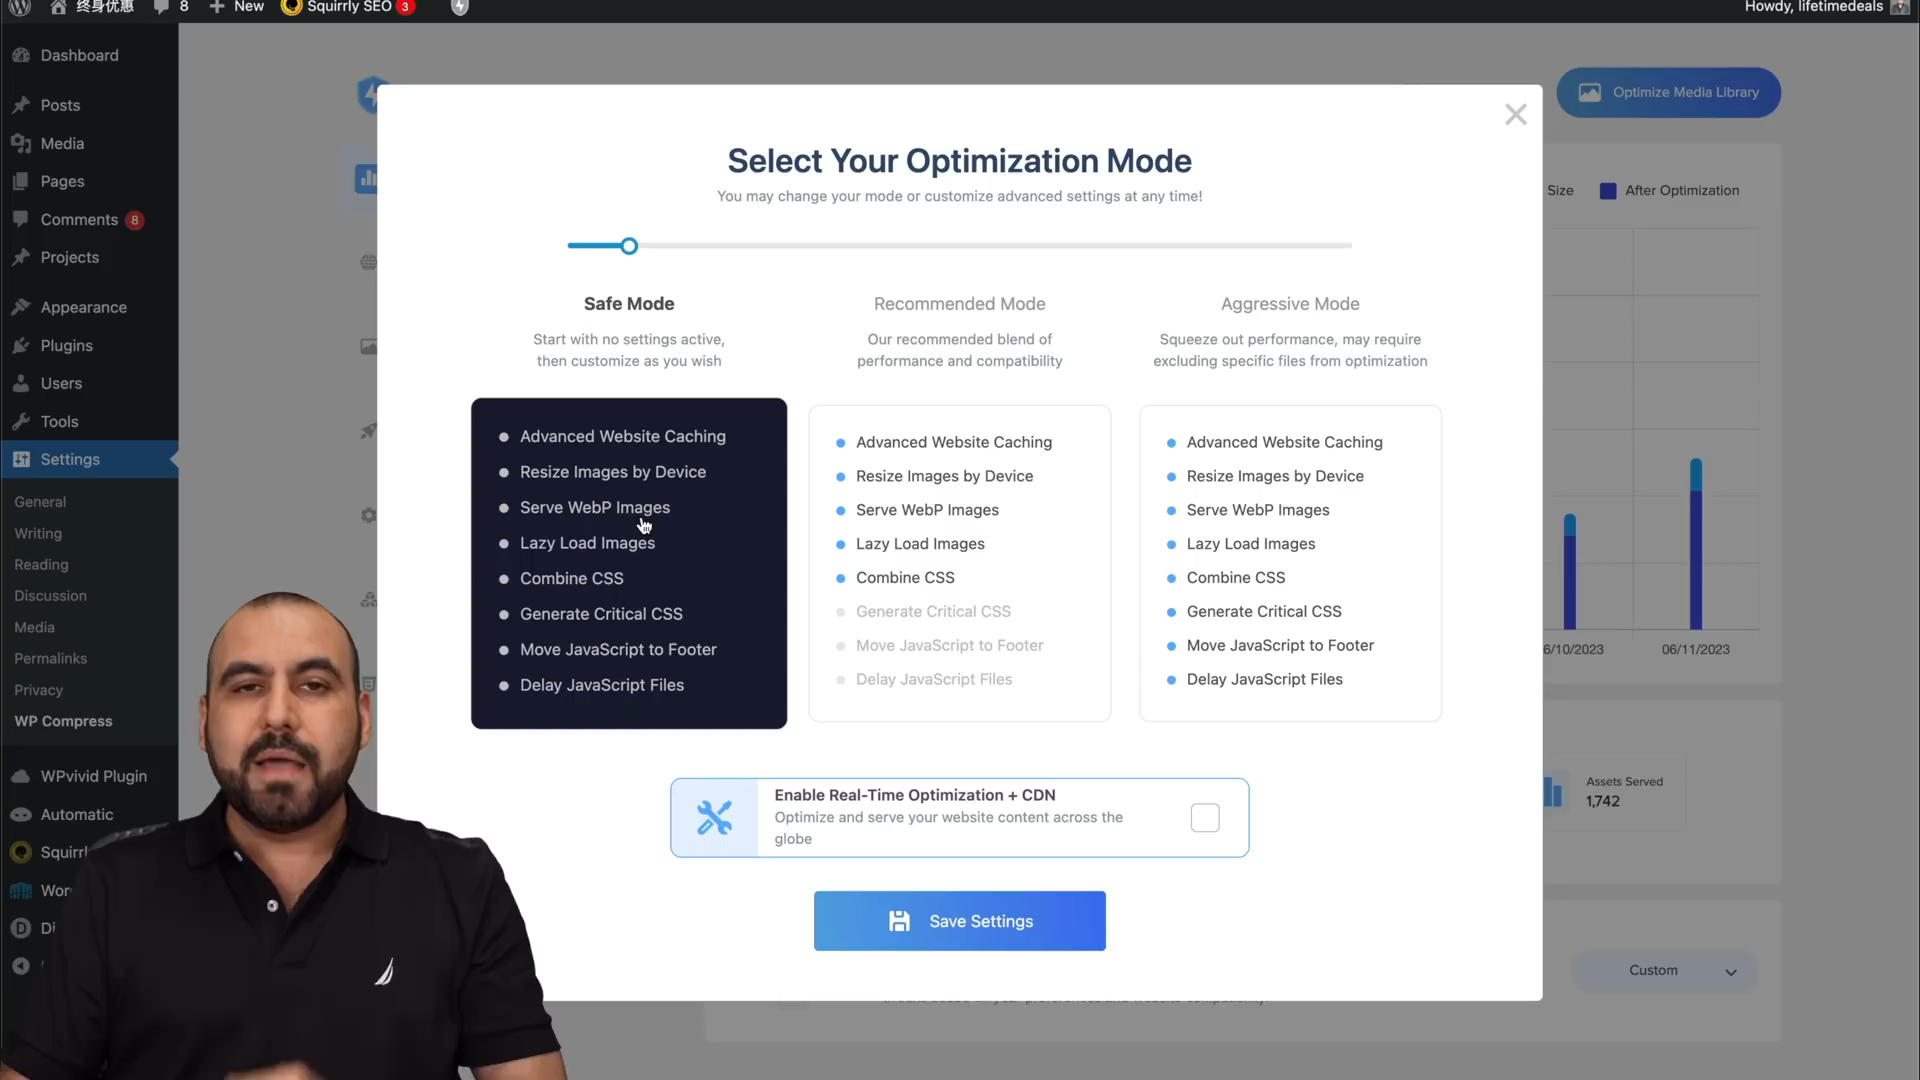 终身优惠
8
New
Squirrly SEO 3
Howdy, lifetimedeals
Dashboard
Posts
Media
Pages
Comments 8
Projects
Appearance
Plugins
Users
Tools
Settings
General
Writing
Reading
Discussion
Media
Permalinks
Privacy
WP Compress
WPvivid Plugin
Automatic
Squirrl
Wor
Di
Optimize Media Library
Size
After Optimization
6/10/2023
06/11/2023
Assets Served
1,742
Custom
Select Your Optimization Mode
You may change your mode or customize advanced settings at any time!
Safe Mode
Start with no settings active,
then customize as you wish
Advanced Website Caching
Resize Images by Device
Serve WebP Images
Lazy Load Images
Combine CSS
Generate Critical CSS
Move JavaScript to Footer
Delay JavaScript Files
Recommended Mode
Our recommended blend of
performance and compatibility
Advanced Website Caching
Resize Images by Device
Serve WebP Images
Lazy Load Images
Combine CSS
Generate Critical CSS
Move JavaScript to Footer
Delay JavaScript Files
Aggressive Mode
Squeeze out performance, may require
excluding specific files from optimization
Advanced Website Caching
Resize Images by Device
Serve WebP Images
Lazy Load Images
Combine CSS
Generate Critical CSS
Move JavaScript to Footer
Delay JavaScript Files
Enable Real-Time Optimization + CDN
Optimize and serve your website content across the
globe
Save Settings